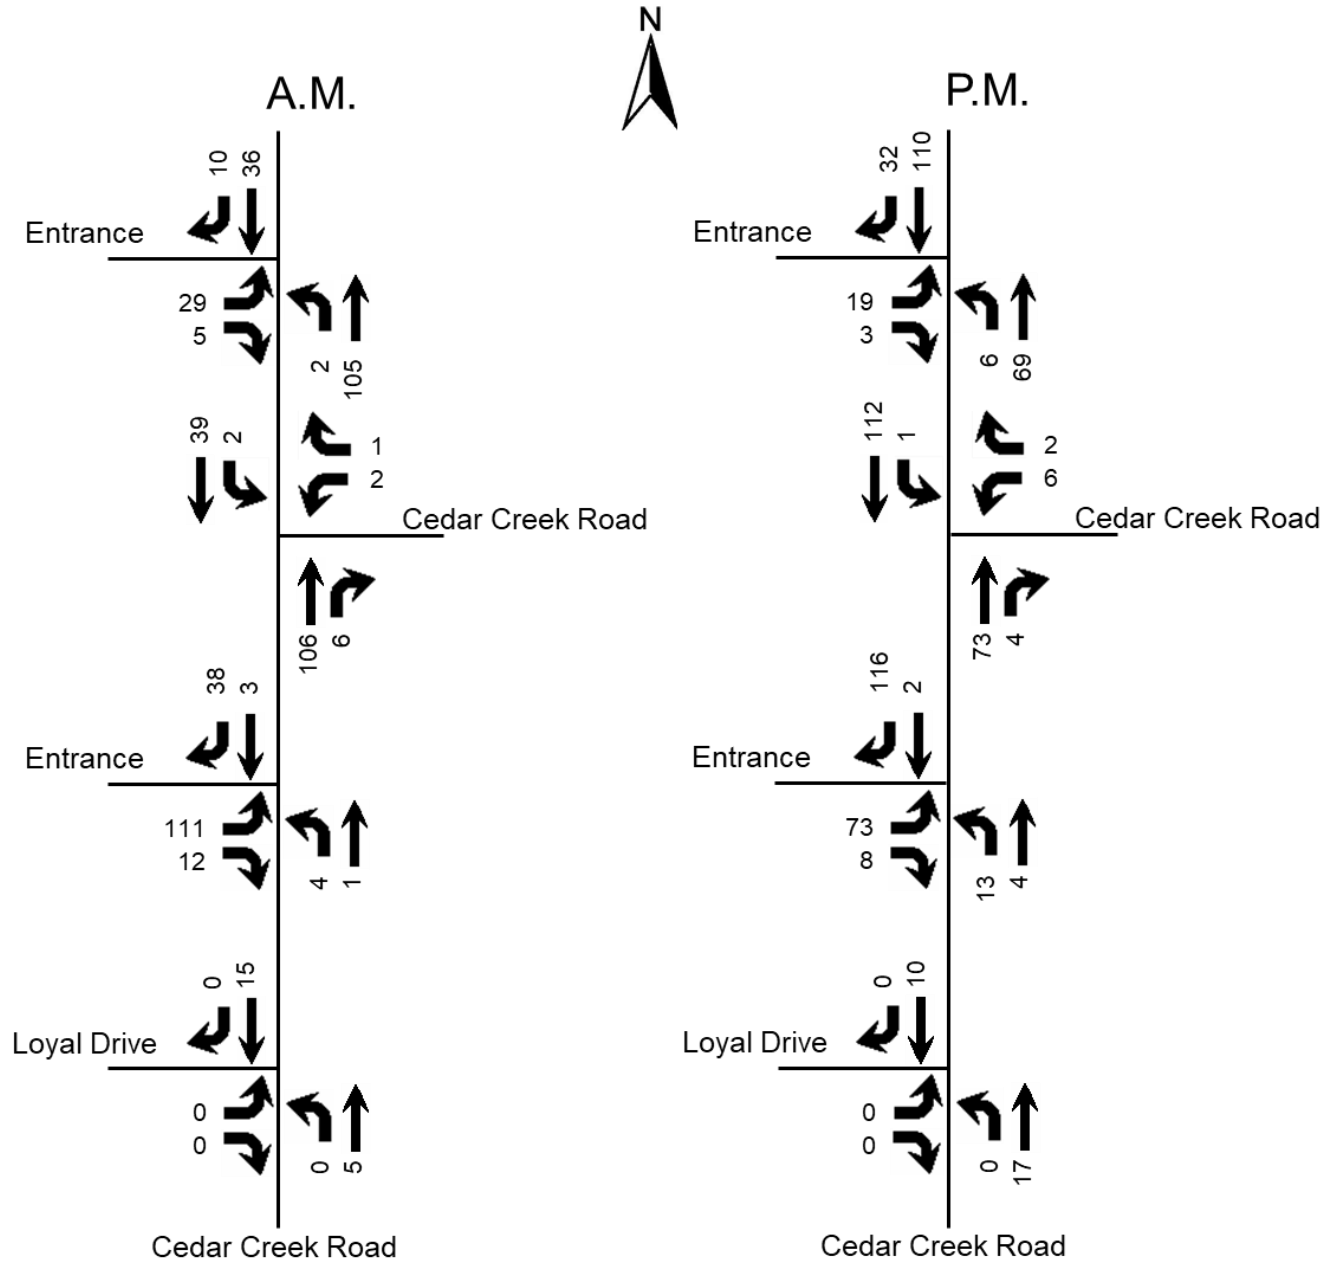 N
A.M.
P.M.
10 36
Entrance
29
5
2 105
39 2
1
2
Cedar Creek Road
106 6
38 3
Entrance
111
12
4 1
0 15
Loyal Drive
0
0
0 5
Cedar Creek Road
32 110
Entrance
19
3
6 69
112 1
2
6
Cedar Creek Road
73 4
116 2
Entrance
73
8
13 4
0 10
Loyal Drive
0
0
0 17
Cedar Creek Road